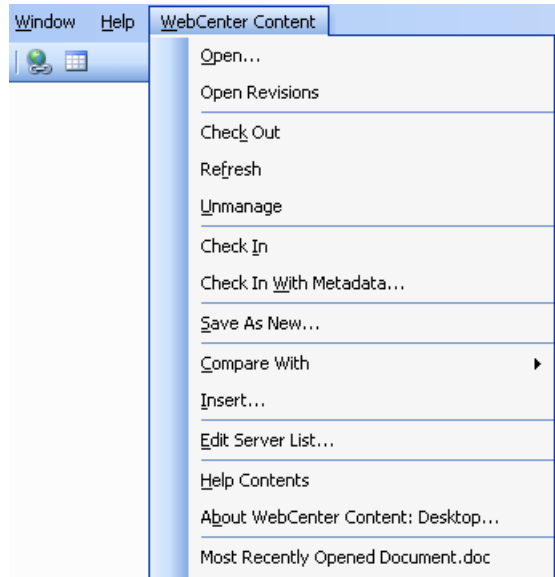 Window Help WebCenter Content
Open...
Open Revisions
Check Out
Refresh
Unmanage
Check In
Check In With Metadata...
Save As New...
Compare With
Insert...
Edit Server List...
Help Contents
About WebCenter Content: Desktop...
Most Recently Opened Document.doc